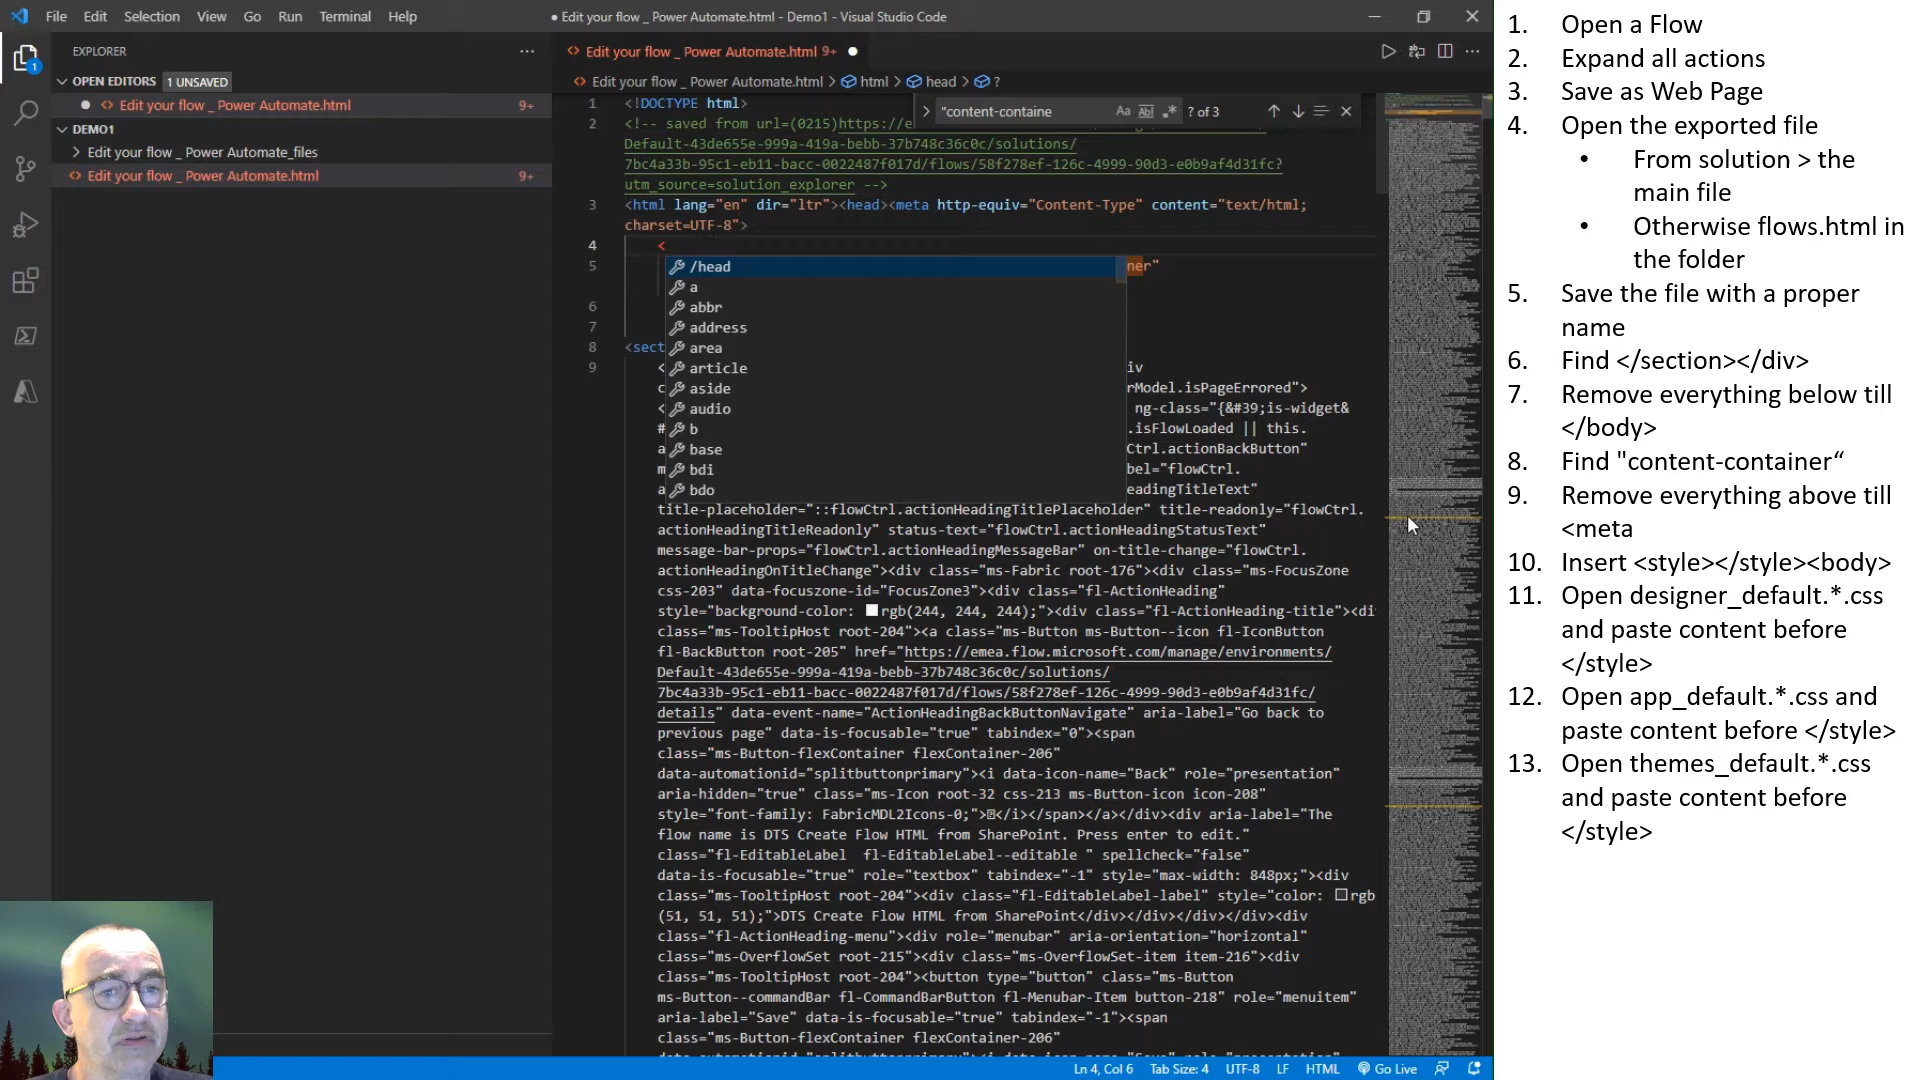 File Edit Selection View Go Run Terminal Help
● Edit your flow _ Power Automate.html - Demo1 - Visual Studio Code
EXPLORER
OPEN EDITORS 1 UNSAVED
Edit your flow _ Power Automate.html 9+
DEMO1
Edit your flow _ Power Automate_files
Edit your flow _ Power Automate.html 9+
1
Edit your flow _ Power Automate.html 9+ ●
Edit your flow _ Power Automate.html > html > head > ?
"content-containe Aa Abl .* ? of 3
1 <!DOCTYPE html>
2 <!-- saved from url=(0215)https://e
Default-43de655e-999a-419a-bebb-37b748c36c0c/solutions/
7bc4a33b-95c1-eb11-bacc-0022487f017d/flows/58f278ef-126c-4999-90d3-e0b9af4d31fc?
utm_source=solution_explorer -->
3 <html lang="en" dir="ltr"><head><meta http-equiv="Content-Type" content="text/html;
charset=UTF-8">
4 <
/head
5 ner"
a
6 abbr
7 address
8 <sect area
9 < article iv
c aside rModel.isPageErrored">
< audio ng-class="{&#39;is-widget&
# b .isFlowLoaded || this.
a base Ctrl.actionBackButton"
m bdi bel="flowCtrl.
a bdo eadingTitleText"
title-placeholder="::flowCtrl.actionHeadingTitlePlaceholder" title-readonly="flowCtrl.
actionHeadingTitleReadonly" status-text="flowCtrl.actionHeadingStatusText"
message-bar-props="flowCtrl.actionHeadingMessageBar" on-title-change="flowCtrl.
actionHeadingOnTitleChange"><div class="ms-Fabric root-176"><div class="ms-FocusZone
css-203" data-focuszone-id="FocusZone3"><div class="fl-ActionHeading"
style="background-color: rgb(244, 244, 244);"><div class="fl-ActionHeading-title"><di
class="ms-TooltipHost root-204"><a class="ms-Button ms-Button--icon fl-IconButton
fl-BackButton root-205" href="https://emea.flow.microsoft.com/manage/environments/
Default-43de655e-999a-419a-bebb-37b748c36c0c/solutions/
7bc4a33b-95c1-eb11-bacc-0022487f017d/flows/58f278ef-126c-4999-90d3-e0b9af4d31fc/
details" data-event-name="ActionHeadingBackButtonNavigate" aria-label="Go back to
previous page" data-is-focusable="true" tabindex="0"><span
class="ms-Button-flexContainer flexContainer-206"
data-automationid="splitbuttonprimary"><i data-icon-name="Back" role="presentation"
aria-hidden="true" class="ms-Icon root-32 css-213 ms-Button-icon icon-208"
style="font-family: FabricMDL2Icons-0;"></i></span></a></div><div aria-label="The
flow name is DTS Create Flow HTML from SharePoint. Press enter to edit."
class="fl-EditableLabel  fl-EditableLabel--editable " spellcheck="false"
data-is-focusable="true" role="textbox" tabindex="-1" style="max-width: 848px;"><div
class="ms-TooltipHost root-204"><div class="fl-EditableLabel-label" style="color: rgb
(51, 51, 51);">DTS Create Flow HTML from SharePoint</div></div></div></div><div
class="fl-ActionHeading-menu"><div role="menubar" aria-orientation="horizontal"
class="ms-OverflowSet root-215"><div class="ms-OverflowSet-item item-216"><div
class="ms-TooltipHost root-204"><button type="button" class="ms-Button
ms-Button--commandBar fl-CommandBarButton fl-Menubar-Item button-218" role="menuitem"
aria-label="Save" data-is-focusable="true" tabindex="-1"><span
class="ms-Button-flexContainer flexContainer-206"
Ln 4, Col 6 Tab Size: 4 UTF-8 LF HTML Go Live
1. Open a Flow
2. Expand all actions
3. Save as Web Page
4. Open the exported file
• From solution > the
main file
• Otherwise flows.html in
the folder
5. Save the file with a proper
name
6. Find </section></div>
7. Remove everything below till
</body>
8. Find "content-container“
9. Remove everything above till
<meta
10. Insert <style></style><body>
11. Open designer_default.*.css
and paste content before
</style>
12. Open app_default.*.css and
paste content before </style>
13. Open themes_default.*.css
and paste content before
</style>